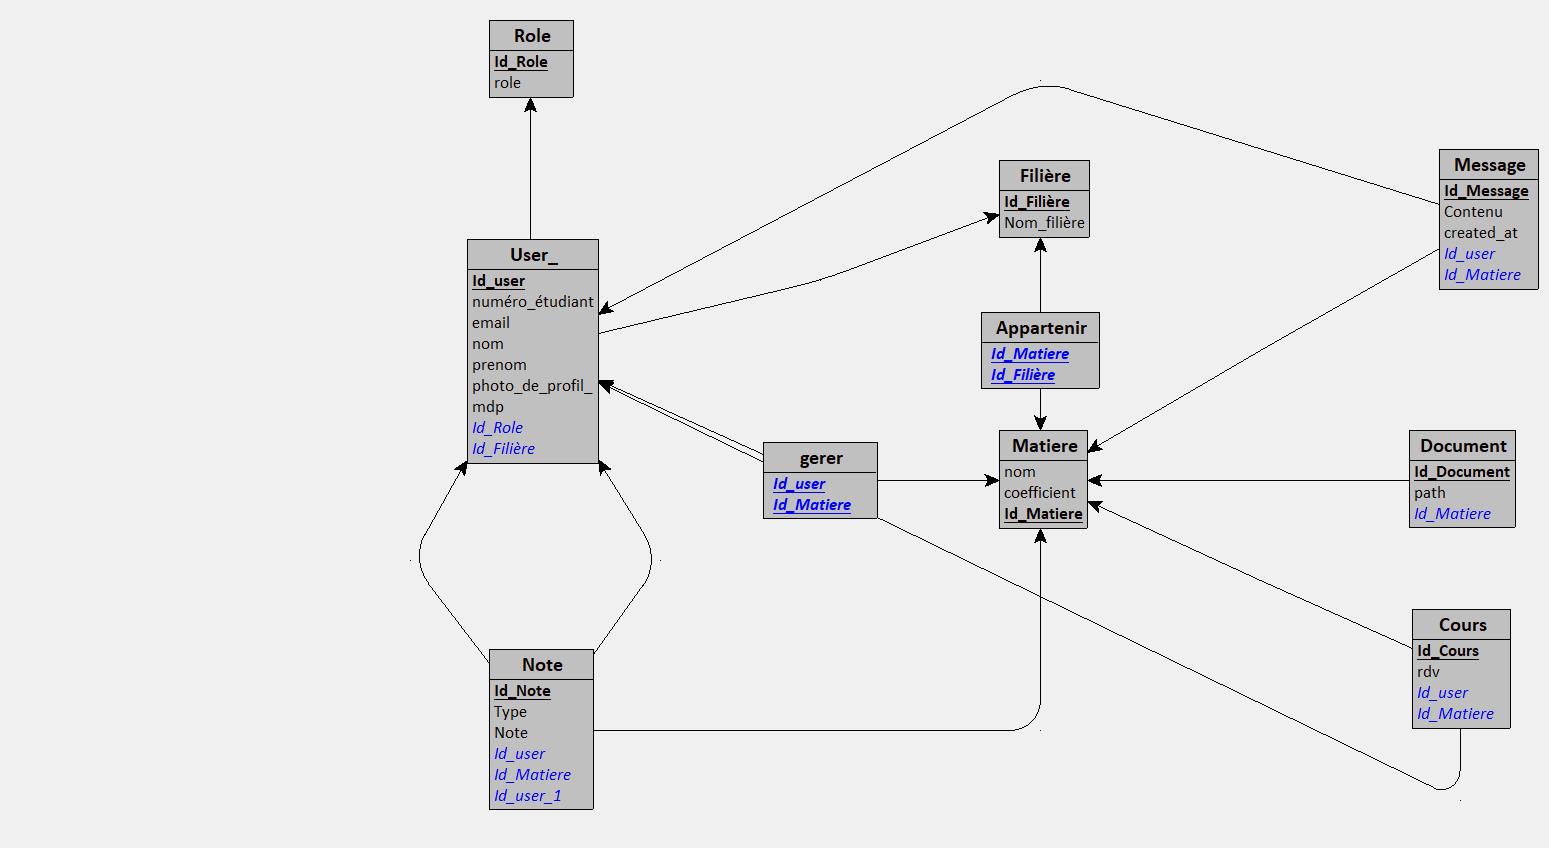 Role
Id_Role
role
User_
Id_user
numéro_étudiant
email
nom
prenom
photo_de_profil_
mdp
Id_Role
Id_Filière
Filière
Id_Filière
Nom_filière
Message
Id_Message
Contenu
created_at
Id_user
Id_Matiere
Appartenir
Id_Matiere
Id_Filière
gerer
Id_user
Id_Matiere
Matiere
nom
coefficient
Id_Matiere
Document
Id_Document
path
Id_Matiere
Note
Id_Note
Type
Note
Id_user
Id_Matiere
Id_user_1
Cours
Id_Cours
rdv
Id_user
Id_Matiere